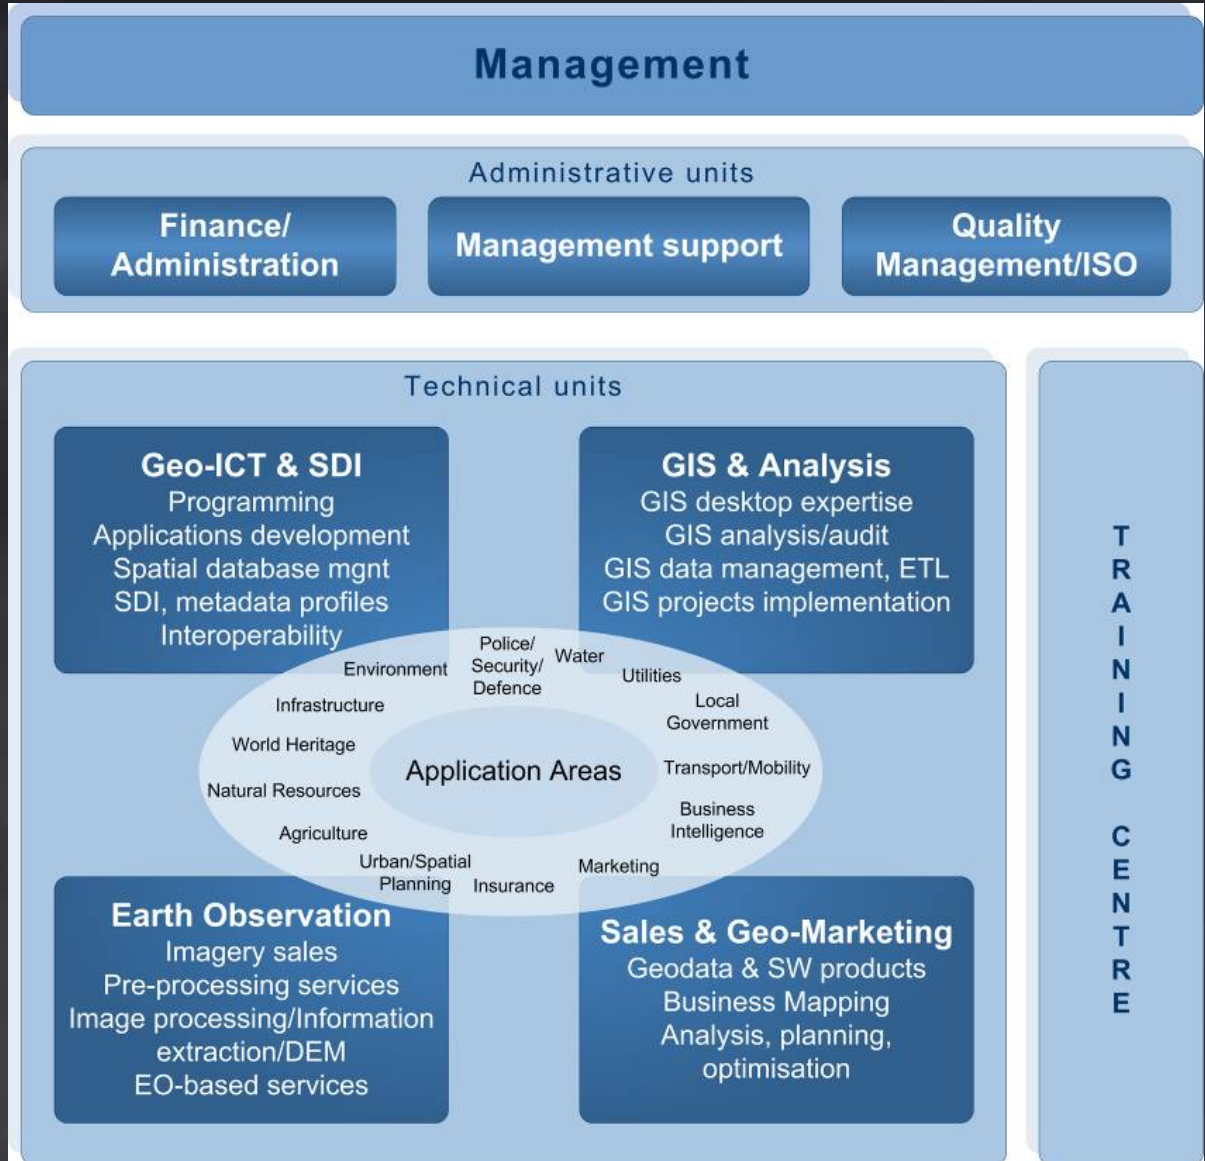 Management
Administrative units
Finance/
Administration
Management support
Quality
Management/ISO
Technical units
Geo-ICT & SDI
Programming
Applications development
Spatial database mgnt
SDI, metadata profiles
Interoperability
GIS & Analysis
GIS desktop expertise
GIS analysis/audit
GIS data management, ETL
GIS projects implementation
Environment
Police/
Security/
Defence
Water
Utilities
Infrastructure
Local
Government
World Heritage
Application Areas
Transport/Mobility
Natural Resources
Business
Intelligence
Agriculture
Urban/Spatial
Planning
Insurance
Marketing
Earth Observation
Imagery sales
Pre-processing services
Image processing/Information
extraction/DEM
EO-based services
Sales & Geo-Marketing
Geodata & SW products
Business Mapping
Analysis, planning,
optimisation
TRAINING CENTRE